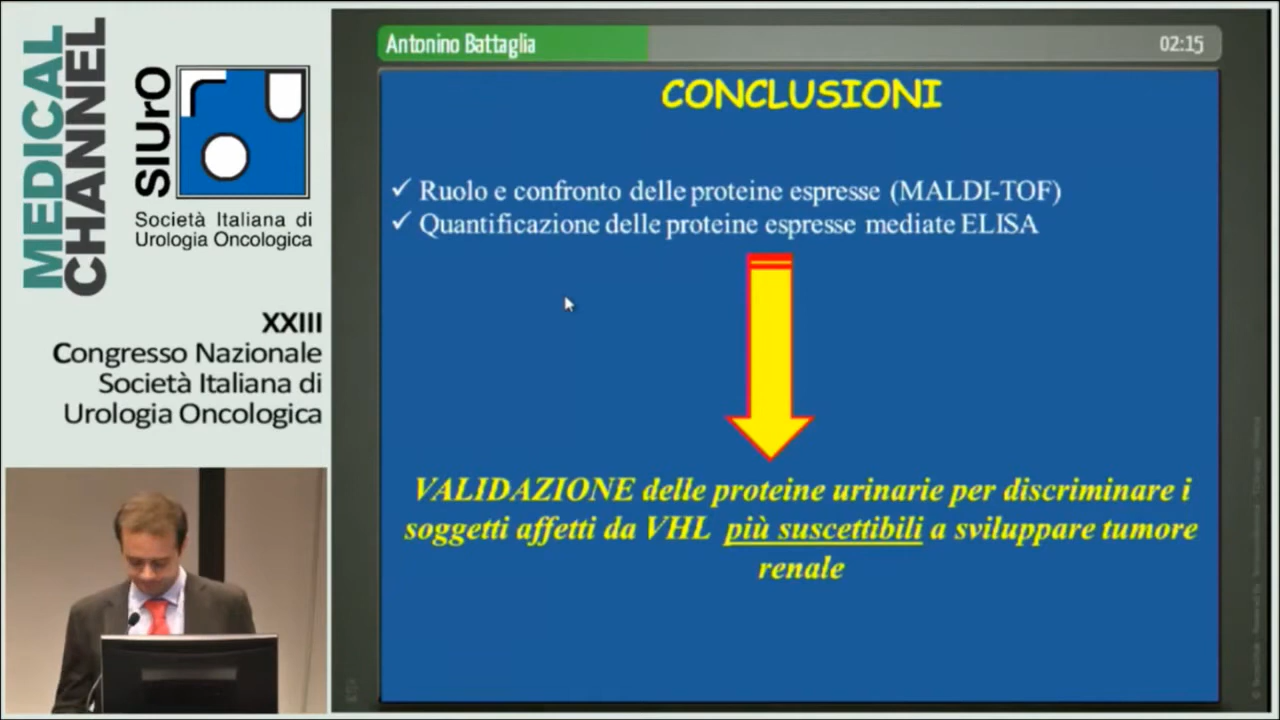 MEDICAL
CHANNEL
SIUrO
Società Italiana di
Urologia Oncologica
XXIII
Congresso Nazionale
Società Italiana di
Urologia Oncologica
Antonino Battaglia
02:15
CONCLUSIONI
✓ Ruolo e confronto delle proteine espresse (MALDI-TOF)
✓ Quantificazione delle proteine espresse mediate ELISA
VALIDAZIONE delle proteine urinarie per discriminare i
soggetti affetti da VHL più suscettibili a sviluppare tumore
renale